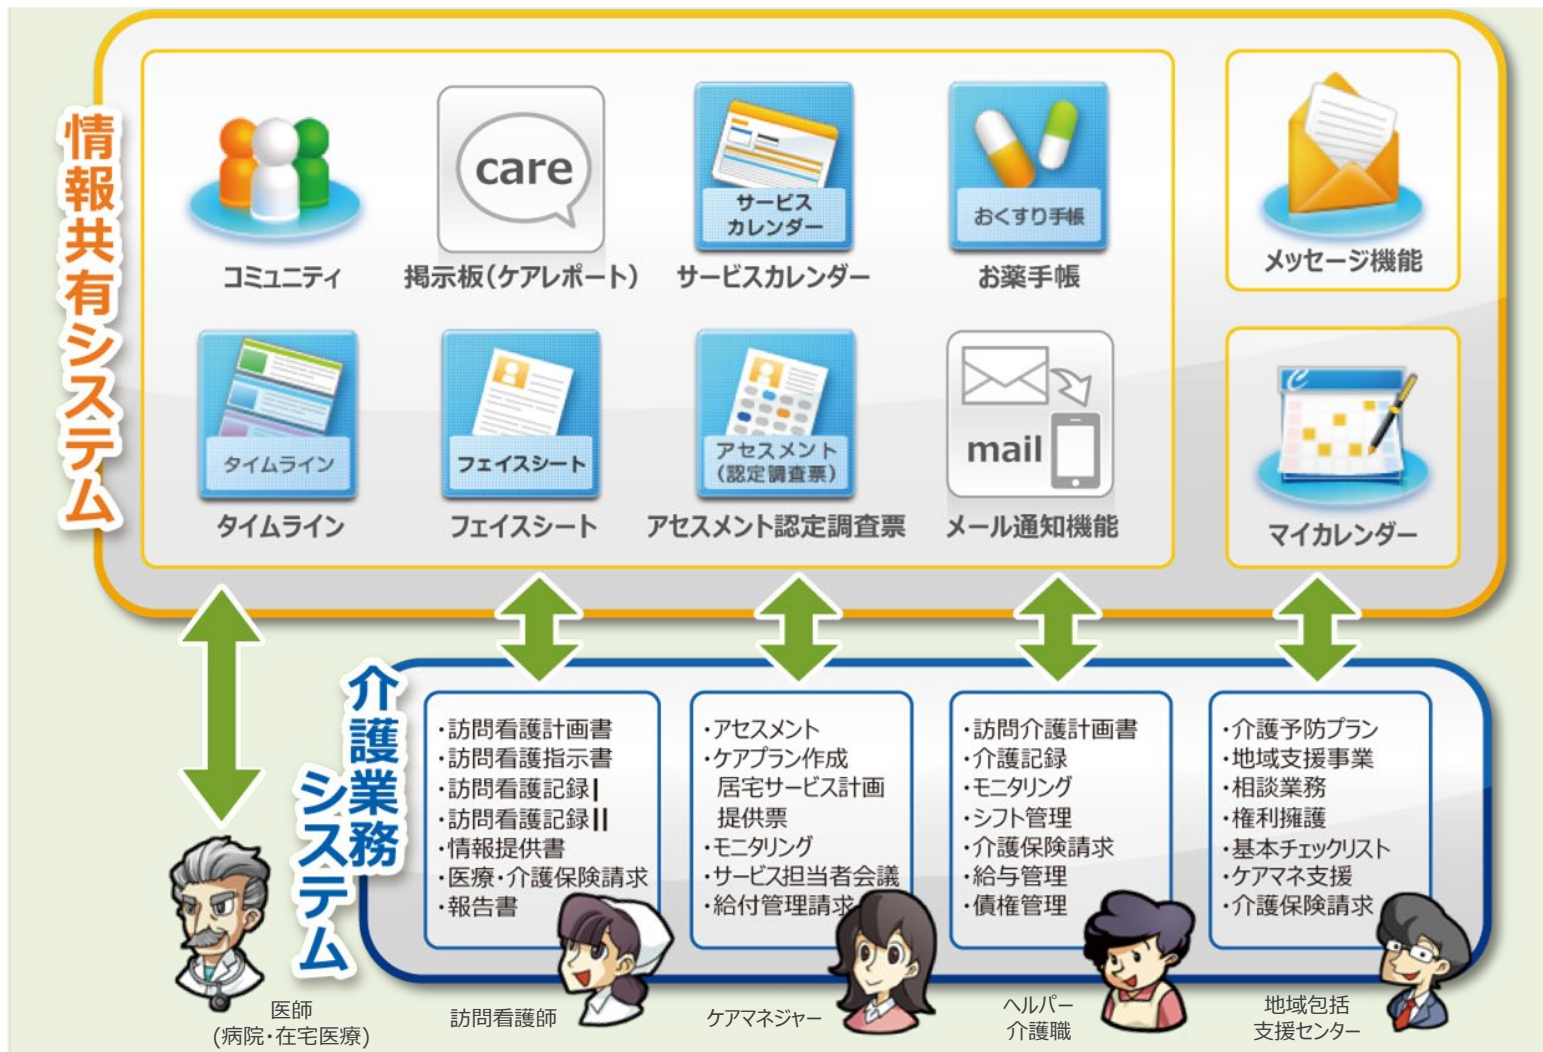 情報共有システム
care
サービス
カレンダー
おくすり手帳
コミュニティ
掲示板(ケアレポート)
サービスカレンダー
お薬手帳
メッセージ機能
タイムライン
フェイスシート
アセスメント
(認定調査票)
mail
タイムライン
フェイスシート
アセスメント認定調査票
メール通知機能
マイカレンダー
介護業務
システム
・訪問看護計画書
・訪問看護指示書
・訪問看護記録Ⅰ
・訪問看護記録Ⅱ
・情報提供書
・医療・介護保険請求
・報告書
・アセスメント
・ケアプラン作成
居宅サービス計画
提供票
・モニタリング
・サービス担当者会議
・給付管理請求
・訪問介護計画書
・介護記録
・モニタリング
・シフト管理
・介護保険請求
・給与管理
・債権管理
・介護予防プラン
・地域支援事業
・相談業務
・権利擁護
・基本チェックリスト
・ケアマネ支援
・介護保険請求
医師
(病院・在宅医療)
訪問看護師
ケアマネジャー
ヘルパー
介護職
地域包括
支援センター